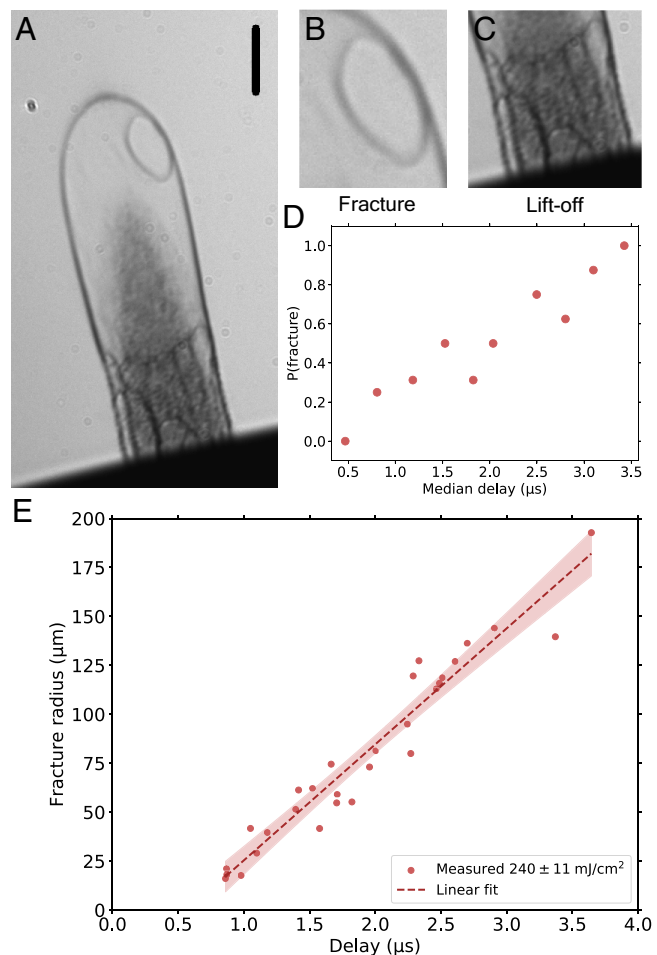 A
B
C
Fracture
Lift-off
D
P(fracture)
1.0
0.8
0.6
0.4
0.2
0.0
0.5
1.0
1.5
2.0
2.5
3.0
3.5
Median delay (μs)
E
Fracture radius (μm)
200
175
150
125
100
75
50
25
0
0.0
0.5
1.0
1.5
2.0
2.5
3.0
3.5
4.0
Delay (μs)
Measured 240 ± 11 mJ/cm²
Linear fit